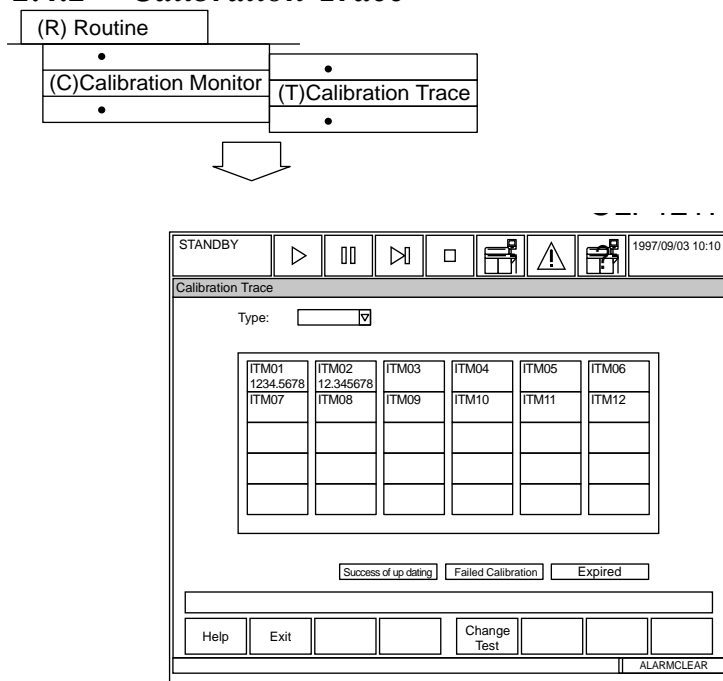 (R) Routine
•
(C)Calibration Monitor
•
•
(T)Calibration Trace
•
STANDBY
1997/09/03 10:10
Calibration Trace
Type:
ITM01 ITM02 ITM03 ITM04 ITM05 ITM06
1234.5678 12.345678
ITM07 ITM08 ITM09 ITM10 ITM11 ITM12
Success of up dating Failed Calibration Expired
Help Exit Change Test
ALARMCLEAR